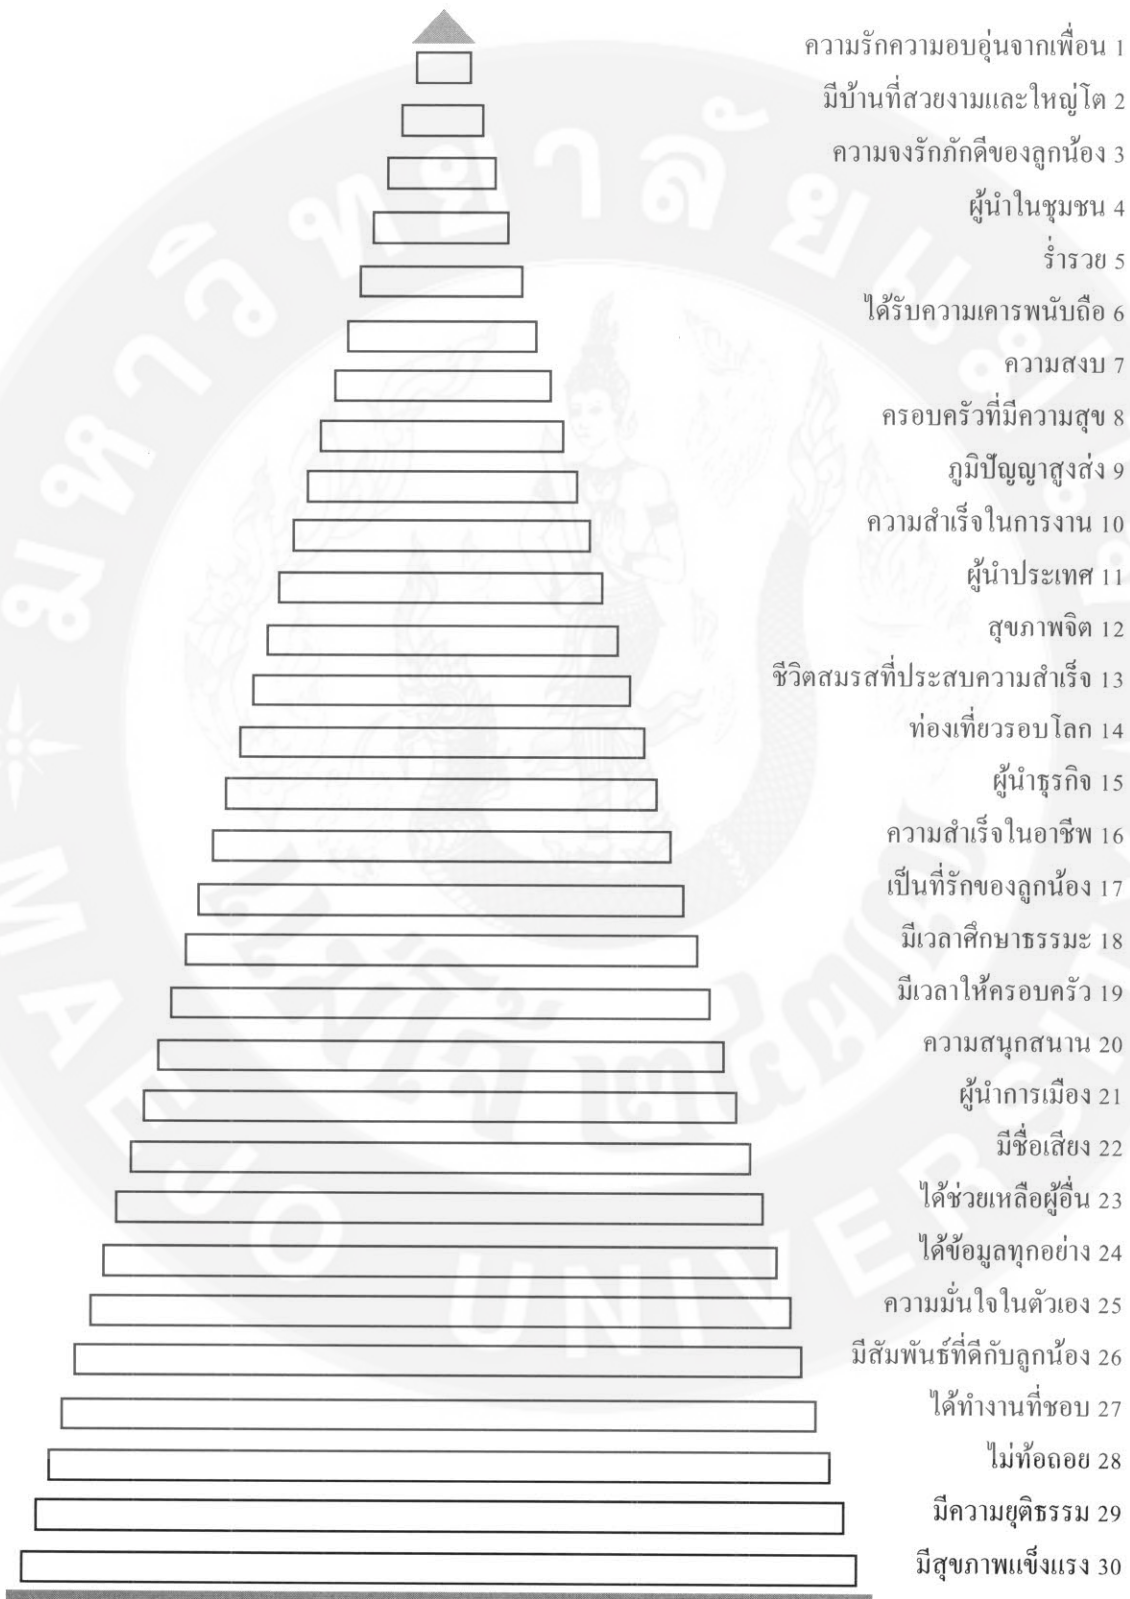 ความรักความอบอุ่นจากเพื่อน 1
มีบ้านที่สวยงามและใหญ่โต 2
ความจงรักภักดีของลูกน้อง 3
ผู้นำในชุมชน 4
ร่ำรวย 5
ได้รับความเคารพนับถือ 6
ความสงบ 7
ครอบครัวที่มีความสุข 8
ภูมิปัญญาสูงส่ง 9
ความสำเร็จในการงาน 10
ผู้นำประเทศ 11
สุขภาพจิต 12
ชีวิตสมรสที่ประสบความสำเร็จ 13
ท่องเที่ยวรอบโลก 14
ผู้นำธุรกิจ 15
ความสำเร็จในอาชีพ 16
เป็นที่รักของลูกน้อง 17
มีเวลาศึกษาธรรมะ 18
มีเวลาให้ครอบครัว 19
ความสนุกสนาน 20
ผู้นำการเมือง 21
มีชื่อเสียง 22
ได้ช่วยเหลือผู้อื่น 23
ได้ข้อมูลทุกอย่าง 24
ความมั่นใจในตัวเอง 25
มีสัมพันธ์ที่ดีกับลูกน้อง 26
ได้ทำงานที่ชอบ 27
ไม่ท้อถอย 28
มีความยุติธรรม 29
มีสุขภาพแข็งแรง 30
มหาวิทยาลัยแม่โจ้
MAEJO UNIVERSITY